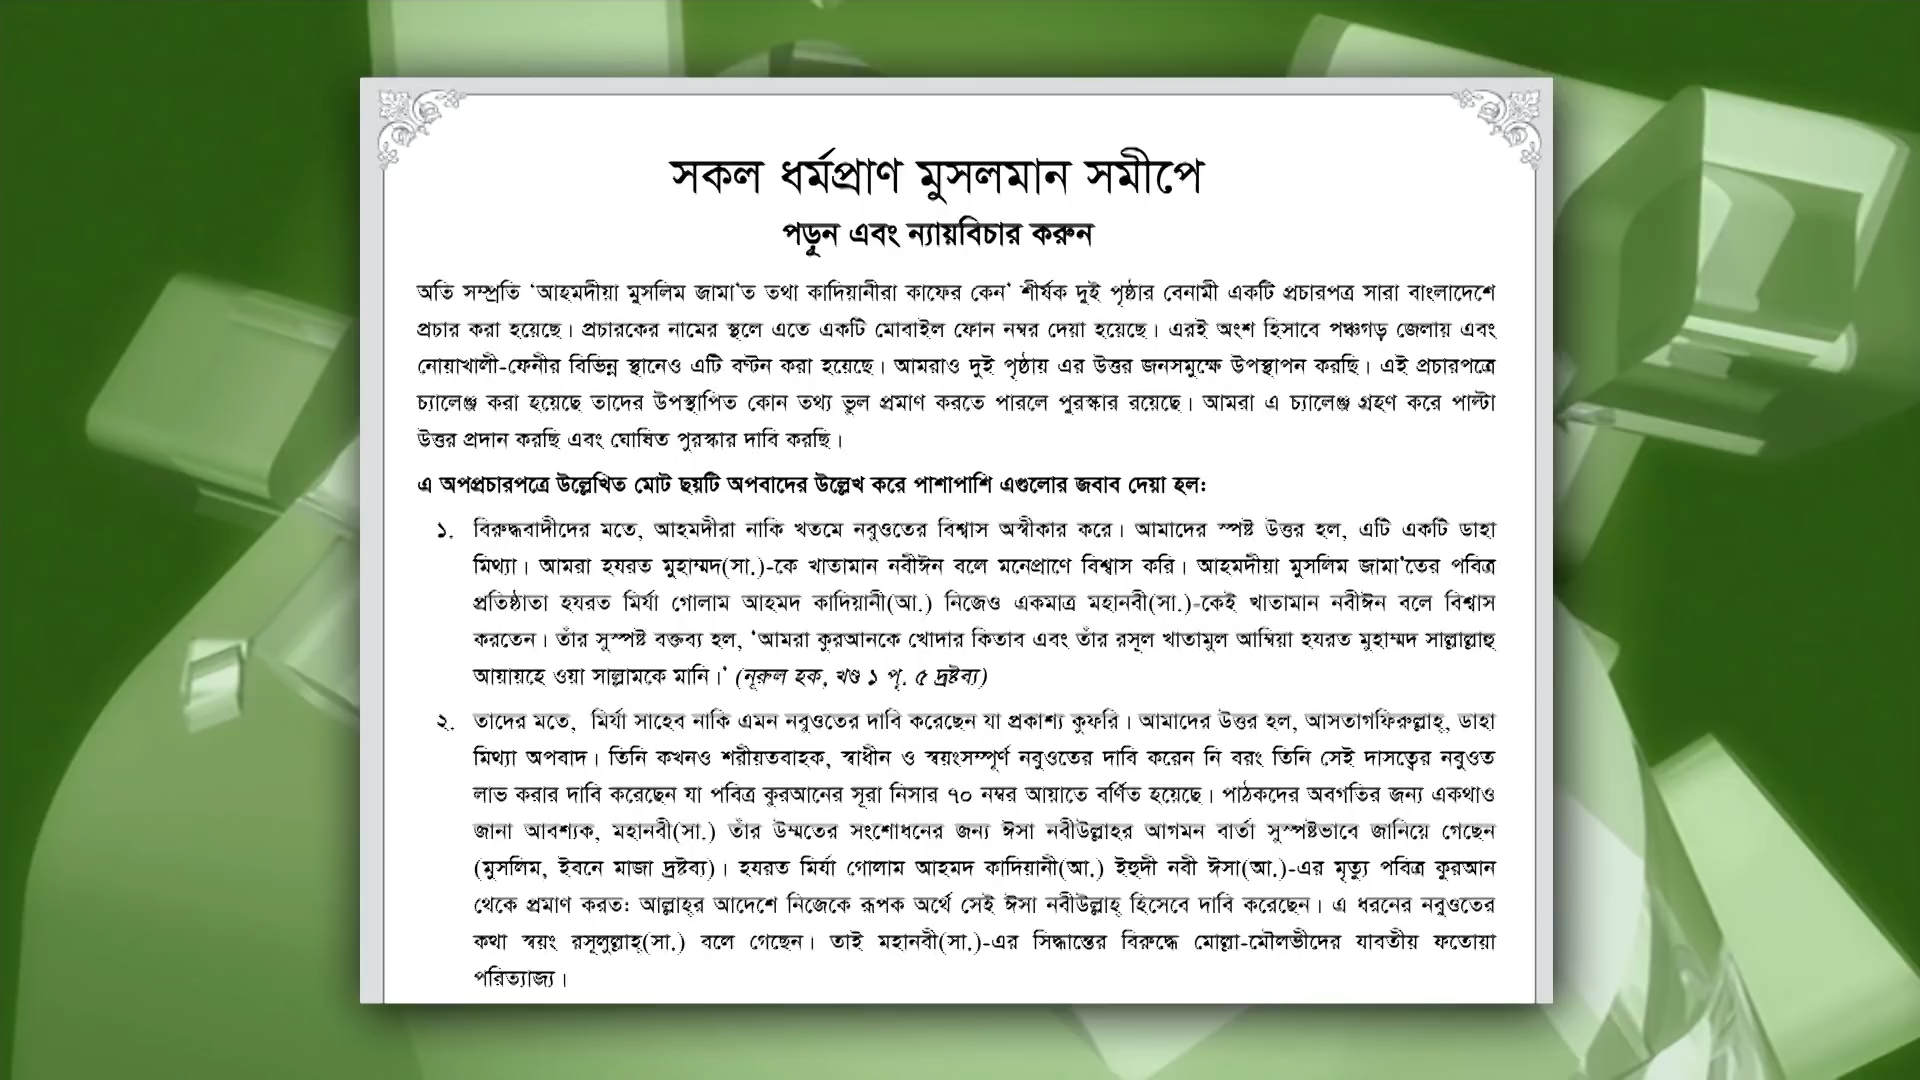 সকল ধর্মপ্রাণ মুসলমান সমীপে
পড়ুন এবং ন্যায়বিচার করুন
অতি সম্প্রতি ‘আহমদীয়া মুসলিম জামা’ত তথা কাদিয়ানীরা কাফের কেন’ শীর্ষক দুই পৃষ্ঠার বেনামী একটি প্রচারপত্র সারা বাংলাদেশে
প্রচার করা হয়েছে। প্রচারকের নামের স্থলে এতে একটি মোবাইল ফোন নম্বর দেয়া হয়েছে। এরই অংশ হিসাবে পঞ্চগড় জেলায় এবং
নোয়াখালী-ফেনীর বিভিন্ন স্থানেও এটি বণ্টন করা হয়েছে। আমরাও দুই পৃষ্ঠায় এর উত্তর জনসমুক্ষে উপস্থাপন করছি। এই প্রচারপত্রে
চ্যালেঞ্জ করা হয়েছে তাদের উপস্থাপিত কোন তথ্য ভুল প্রমাণ করতে পারলে পুরস্কার রয়েছে। আমরা এ চ্যালেঞ্জ গ্রহণ করে পাল্টা
উত্তর প্রদান করছি এবং ঘোষিত পুরস্কার দাবি করছি।
এ অপপ্রচারপত্রে উল্লেখিত মোট ছয়টি অপবাদের উল্লেখ করে পাশাপাশি এগুলোর জবাব দেয়া হল:
১. বিরুদ্ধবাদীদের মতে, আহমদীরা নাকি খতমে নবুওতের বিশ্বাস অস্বীকার করে। আমাদের স্পষ্ট উত্তর হল, এটি একটি ডাহা
মিথ্যা। আমরা হযরত মুহাম্মদ(সা.)-কে খাতামান নবীঈন বলে মনেপ্রাণে বিশ্বাস করি। আহমদীয়া মুসলিম জামা’তের পবিত্র
প্রতিষ্ঠাতা হযরত মির্যা গোলাম আহমদ কাদিয়ানী(আ.) নিজেও একমাত্র মহানবী(সা.)-কেই খাতামান নবীঈন বলে বিশ্বাস
করতেন। তাঁর সুস্পষ্ট বক্তব্য হল, ‘আমরা কুরআনকে খোদার কিতাব এবং তাঁর রসূল খাতামুল আম্বিয়া হযরত মুহাম্মদ সাল্লাল্লাহু
আয়ায়হে ওয়া সাল্লামকে মানি।’ (নূরুল হক, খণ্ড ১ পৃ. ৫ দ্রষ্টব্য)
২. তাদের মতে, মির্যা সাহেব নাকি এমন নবুওতের দাবি করেছেন যা প্রকাশ্য কুফরি। আমাদের উত্তর হল, আসতাগফিরুল্লাহ্, ডাহা
মিথ্যা অপবাদ। তিনি কখনও শরীয়তবাহক, স্বাধীন ও স্বয়ংসম্পূর্ণ নবুওতের দাবি করেন নি বরং তিনি সেই দাসত্বের নবুওত
লাভ করার দাবি করেছেন যা পবিত্র কুরআনের সূরা নিসার ৭০ নম্বর আয়াতে বর্ণিত হয়েছে। পাঠকদের অবগতির জন্য একথাও
জানা আবশ্যক, মহানবী(সা.) তাঁর উম্মতের সংশোধনের জন্য ঈসা নবীউল্লাহর আগমন বার্তা সুস্পষ্টভাবে জানিয়ে গেছেন
(মুসলিম, ইবনে মাজা দ্রষ্টব্য)। হযরত মির্যা গোলাম আহমদ কাদিয়ানী(আ.) ইহুদী নবী ঈসা(আ.)-এর মৃত্যু পবিত্র কুরআন
থেকে প্রমাণ করত: আল্লাহ্‌র আদেশে নিজেকে রূপক অর্থে সেই ঈসা নবীউল্লাহ্ হিসেবে দাবি করেছেন। এ ধরনের নবুওতের
কথা স্বয়ং রসূলুল্লাহ্(সা.) বলে গেছেন। তাই মহানবী(সা.)-এর সিদ্ধান্তের বিরুদ্ধে মোল্লা-মৌলভীদের যাবতীয় ফতোয়া
পরিত্যাজ্য।